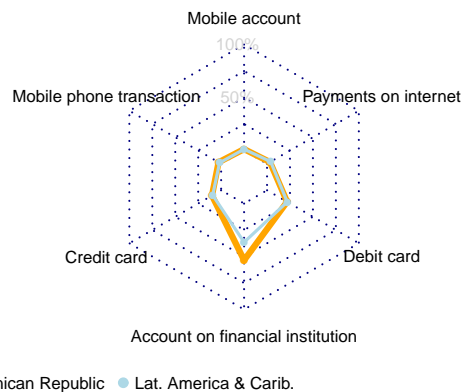 Mobile account
100%
Mobile phone transaction
50%
Payments on internet
Credit card
Debit card
Account on financial institution
Republic
Lat. America & Carib.